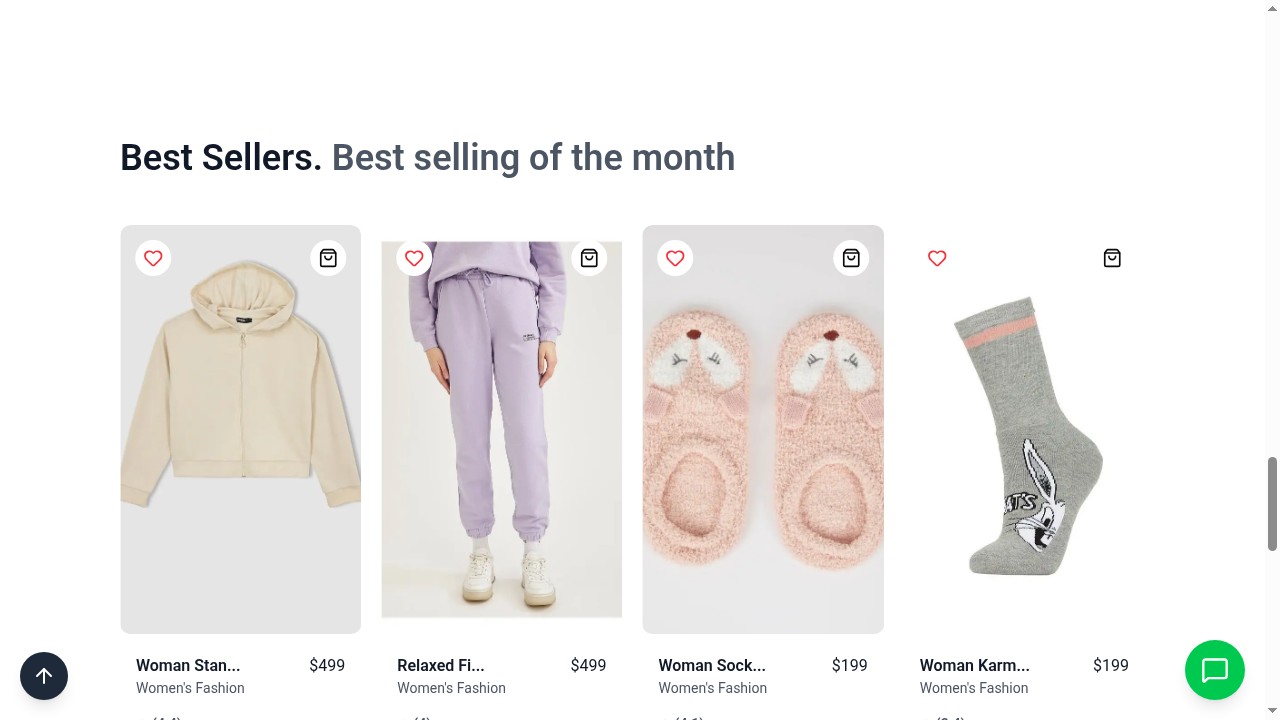 Best Sellers. Best selling of the month
Woman Stan... $499
Women's Fashion
Relaxed Fi... $499
Women's Fashion
Woman Sock... $199
Women's Fashion
Woman Karm... $199
Women's Fashion